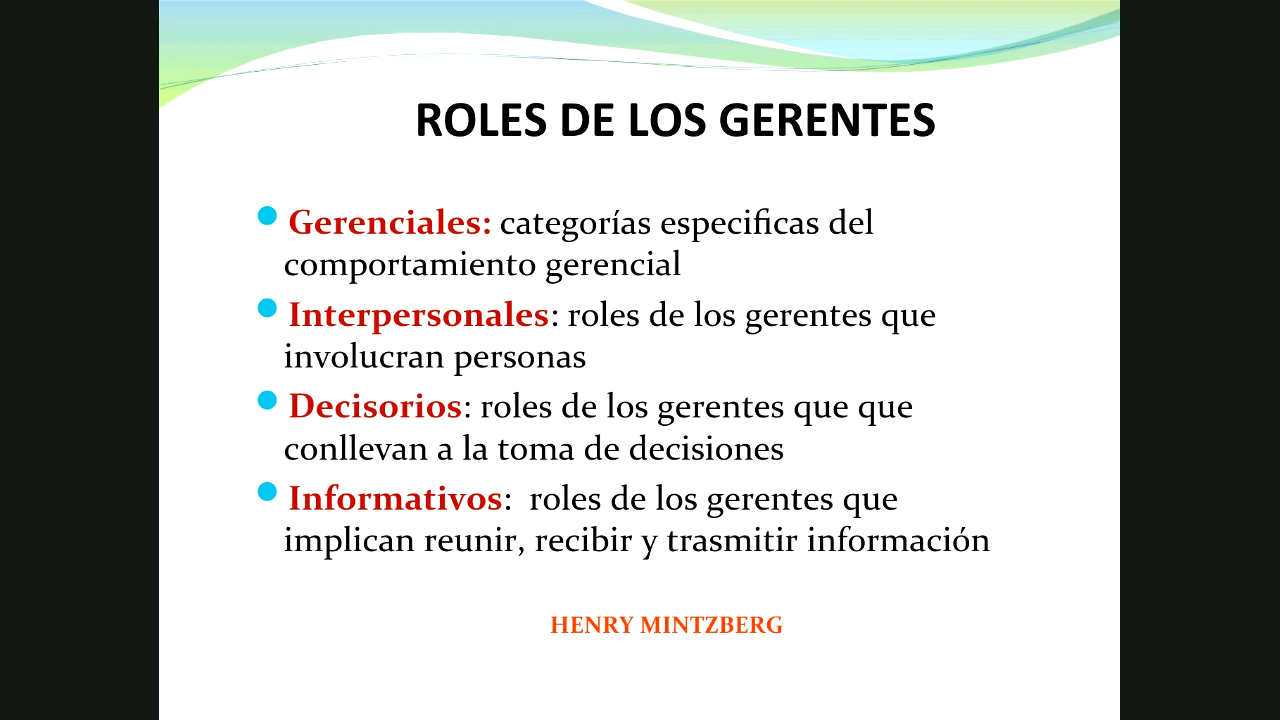 ROLES DE LOS GERENTES
Gerenciales: categorías especificas del
comportamiento gerencial
Interpersonales: roles de los gerentes que
involucran personas
Decisorios: roles de los gerentes que que
conllevan a la toma de decisiones
Informativos:  roles de los gerentes que
implican reunir, recibir y trasmitir información
HENRY MINTZBERG